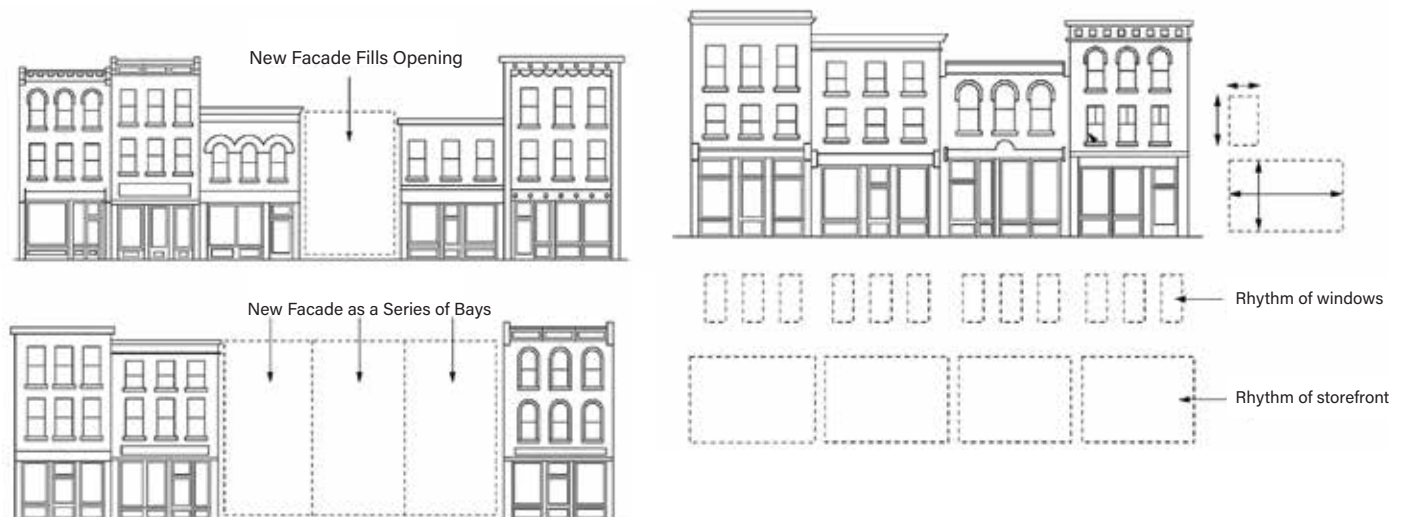 New Facade Fills Opening
New Facade as a Series of Bays
Rhythm of windows
Rhythm of storefront